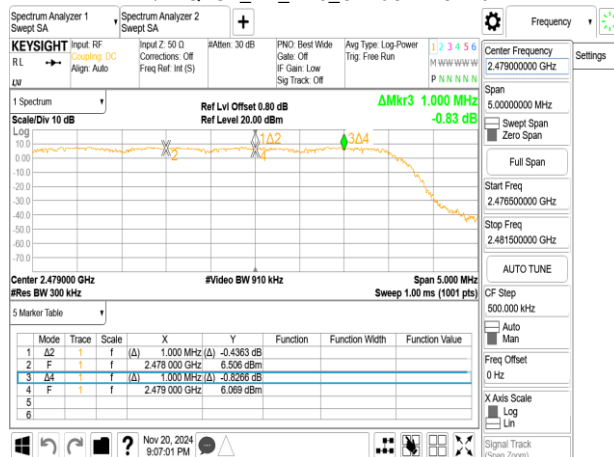 Spectrum Analyzer 1
Swept SA
Spectrum Analyzer 2
Swept SA
+
Frequency
Settings
KEYSIGHT
RL
Input: RF
Coupling: DC
Align: Auto
Input Z: 50 Ω
Corrections: Off
Freq Ref: Int (S)
#Atten: 30 dB
PNO: Best Wide
Gate: Off
IF Gain: Low
Sig Track: Off
Avg Type: Log-Power
Trig: Free Run
1 2 3 4 5 6
M W W W W W
P N N N N N
1 Spectrum
Scale/Div 10 dB
Ref Lvl Offset 0.80 dB
Ref Level 20.00 dBm
ΔMkr3 1.000 MHz
-0.83 dB
Log
10.0
0.00
-10.0
-20.0
-30.0
-40.0
-50.0
-60.0
-70.0
2
1Δ2
4
3Δ4
Center 2.479000 GHz
#Res BW 300 kHz
#Video BW 910 kHz
Span 5.000 MHz
Sweep 1.00 ms (1001 pts)
5 Marker Table
Mode Trace Scale X Y Function Function Width Function Value
1 Δ2 1 f (Δ) 1.000 MHz (Δ) -0.4363 dB
2 F 1 f 2.478 000 GHz 6.506 dBm
3 Δ4 1 f (Δ) 1.000 MHz (Δ) -0.8266 dB
4 F 1 f 2.479 000 GHz 6.069 dBm
5
6
?
Nov 20, 2024
9:07:01 PM
Center Frequency
2.479000000 GHz
Span
5.00000000 MHz
Swept Span
Zero Span
Full Span
Start Freq
2.476500000 GHz
Stop Freq
2.481500000 GHz
AUTO TUNE
CF Step
500.000 kHz
Auto
Man
Freq Offset
0 Hz
X Axis Scale
Log
Lin
Signal Track
(Span Zoom)